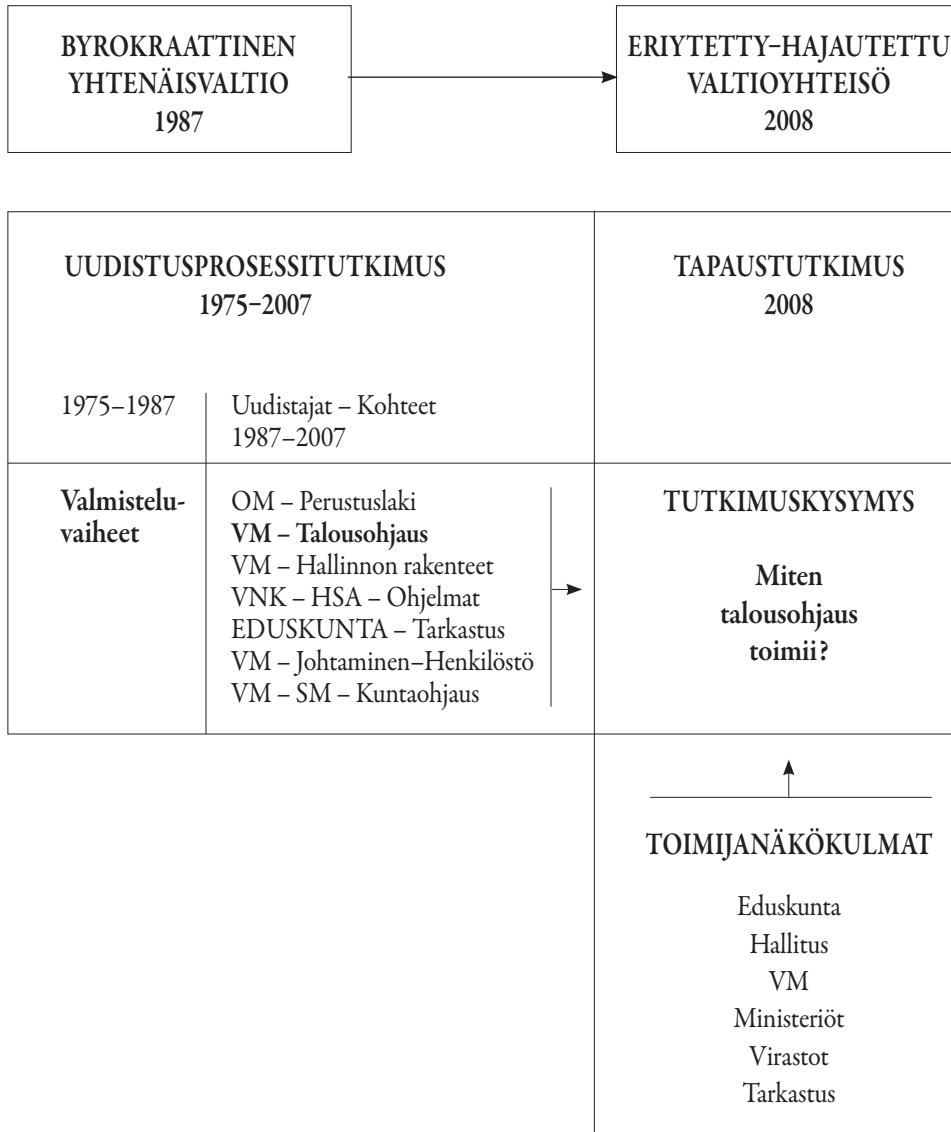 BYROKRAATTINEN
YHTENÄISVALTIO
1987
ERIYTETTY–HAJAUTETTU
VALTIOYHTEISÖ
2008
UUDISTUSPROSESSITUTKIMUS
1975–2007
TAPAUSTUTKIMUS
2008
1975–1987
Uudistajat – Kohteet
1987–2007
Valmistelu-
vaiheet
OM – Perustuslaki
VM – Talousohjaus
VM – Hallinnon rakenteet
VNK – HSA – Ohjelmat
EDUSKUNTA – Tarkastus
VM – Johtaminen–Henkilöstö
VM – SM – Kuntaohjaus
TUTKIMUSKYSYMYS
Miten
talousohjaus
toimii?
TOIMIJANÄKÖKULMAT
Eduskunta
Hallitus
VM
Ministeriöt
Virastot
Tarkastus